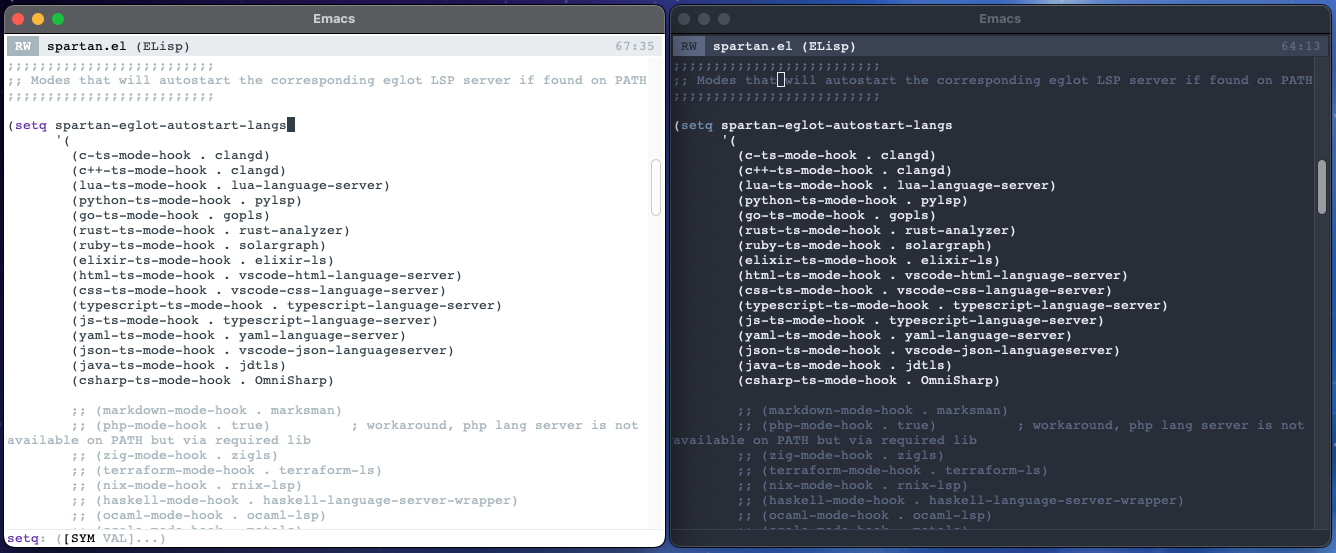 Emacs
RW spartan.el (ELisp) 67:35
;;;;;;;;;;;;;;;;;;;;;;;;;;
;; Modes that will autostart the corresponding eglot LSP server if found on PATH
;;;;;;;;;;;;;;;;;;;;;;;;;;
(setq spartan-eglot-autostart-langs
'(
(c-ts-mode-hook . clangd)
(c++-ts-mode-hook . clangd)
(lua-ts-mode-hook . lua-language-server)
(python-ts-mode-hook . pylsp)
(go-ts-mode-hook . gopls)
(rust-ts-mode-hook . rust-analyzer)
(ruby-ts-mode-hook . solargraph)
(elixir-ts-mode-hook . elixir-ls)
(html-ts-mode-hook . vscode-html-language-server)
(css-ts-mode-hook . vscode-css-language-server)
(typescript-ts-mode-hook . typescript-language-server)
(js-ts-mode-hook . typescript-language-server)
(yaml-ts-mode-hook . yaml-language-server)
(json-ts-mode-hook . vscode-json-languageserver)
(java-ts-mode-hook . jdtls)
(csharp-ts-mode-hook . OmniSharp)
;; (markdown-mode-hook . marksman)
;; (php-mode-hook . true) ; workaround, php lang server is not
available on PATH but via required lib
;; (zig-mode-hook . zigls)
;; (terraform-mode-hook . terraform-ls)
;; (nix-mode-hook . rnix-lsp)
;; (haskell-mode-hook . haskell-language-server-wrapper)
;; (ocaml-mode-hook . ocaml-lsp)
setq: ([SYM VAL]...)
Emacs
RW spartan.el (ELisp) 64:13
;;;;;;;;;;;;;;;;;;;;;;;;;;
;; Modes that will autostart the corresponding eglot LSP server if found on PATH
;;;;;;;;;;;;;;;;;;;;;;;;;;
(setq spartan-eglot-autostart-langs
'(
(c-ts-mode-hook . clangd)
(c++-ts-mode-hook . clangd)
(lua-ts-mode-hook . lua-language-server)
(python-ts-mode-hook . pylsp)
(go-ts-mode-hook . gopls)
(rust-ts-mode-hook . rust-analyzer)
(ruby-ts-mode-hook . solargraph)
(elixir-ts-mode-hook . elixir-ls)
(html-ts-mode-hook . vscode-html-language-server)
(css-ts-mode-hook . vscode-css-language-server)
(typescript-ts-mode-hook . typescript-language-server)
(js-ts-mode-hook . typescript-language-server)
(yaml-ts-mode-hook . yaml-language-server)
(json-ts-mode-hook . vscode-json-languageserver)
(java-ts-mode-hook . jdtls)
(csharp-ts-mode-hook . OmniSharp)
;; (markdown-mode-hook . marksman)
;; (php-mode-hook . true) ; workaround, php lang server is not
available on PATH but via required lib
;; (zig-mode-hook . zigls)
;; (terraform-mode-hook . terraform-ls)
;; (nix-mode-hook . rnix-lsp)
;; (haskell-mode-hook . haskell-language-server-wrapper)
;; (ocaml-mode-hook . ocaml-lsp)